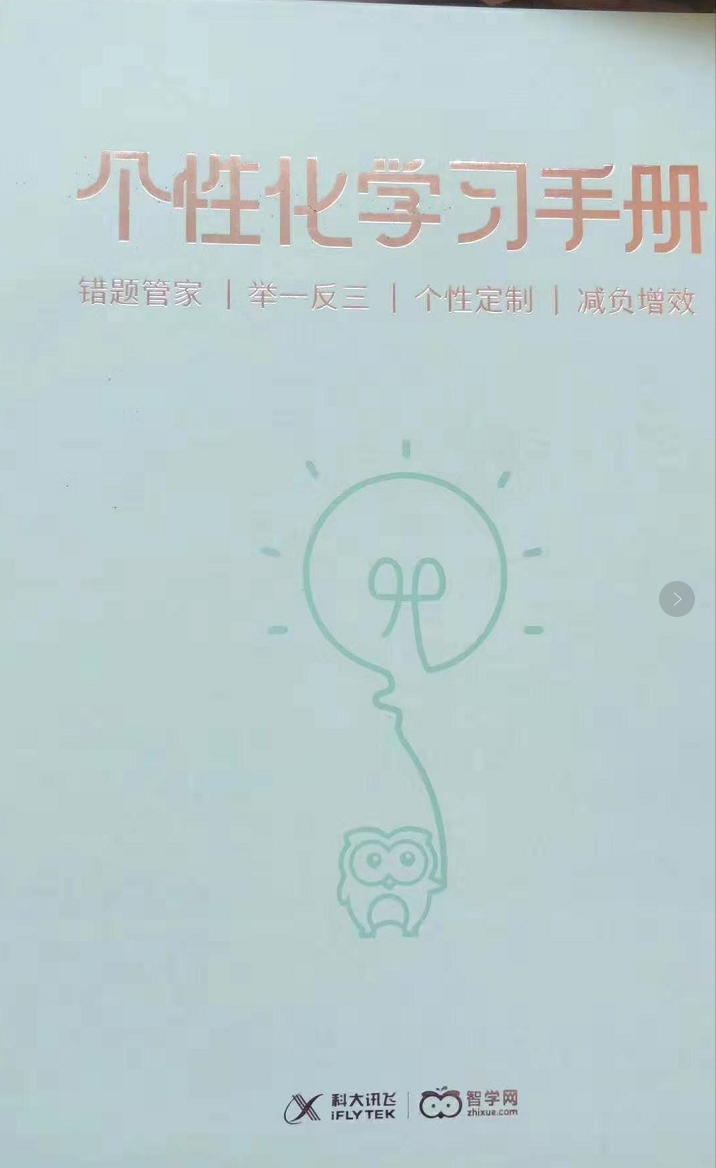 个性化学习手册
错题管家 | 举一反三 | 个性定制 | 减负增效
科大讯飞 智学网
iFLYTEK zhixue.com